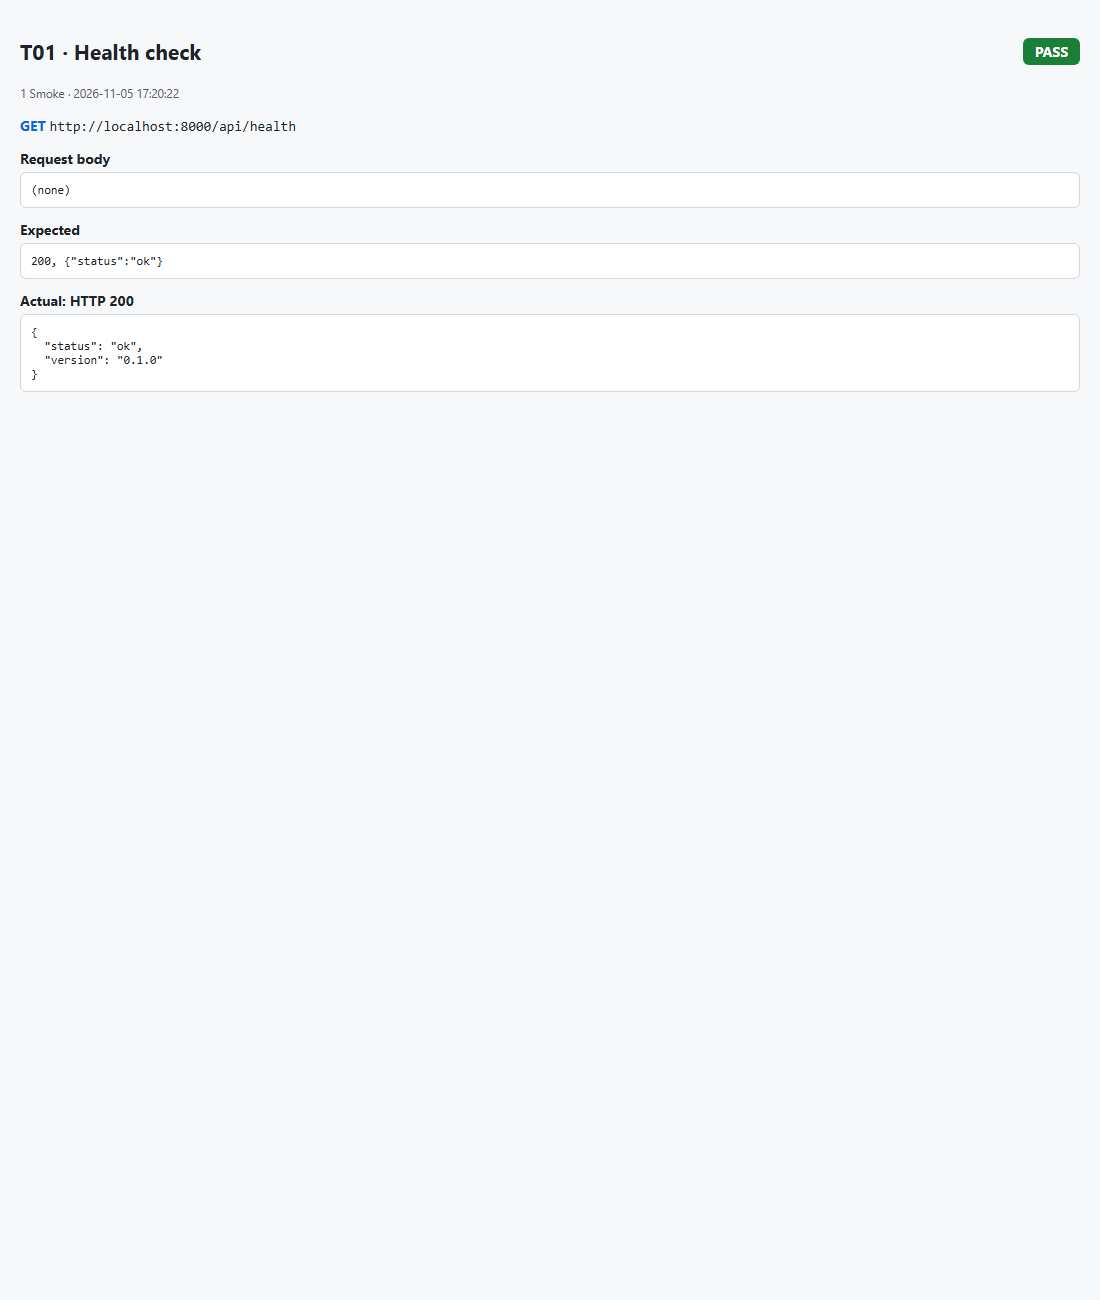 T01 · Health check
PASS
1 Smoke · 2026-11-05 17:20:22
GET http://localhost:8000/api/health
Request body
(none)
Expected
200, {"status":"ok"}
Actual: HTTP 200
{
  "status": "ok",
  "version": "0.1.0"
}